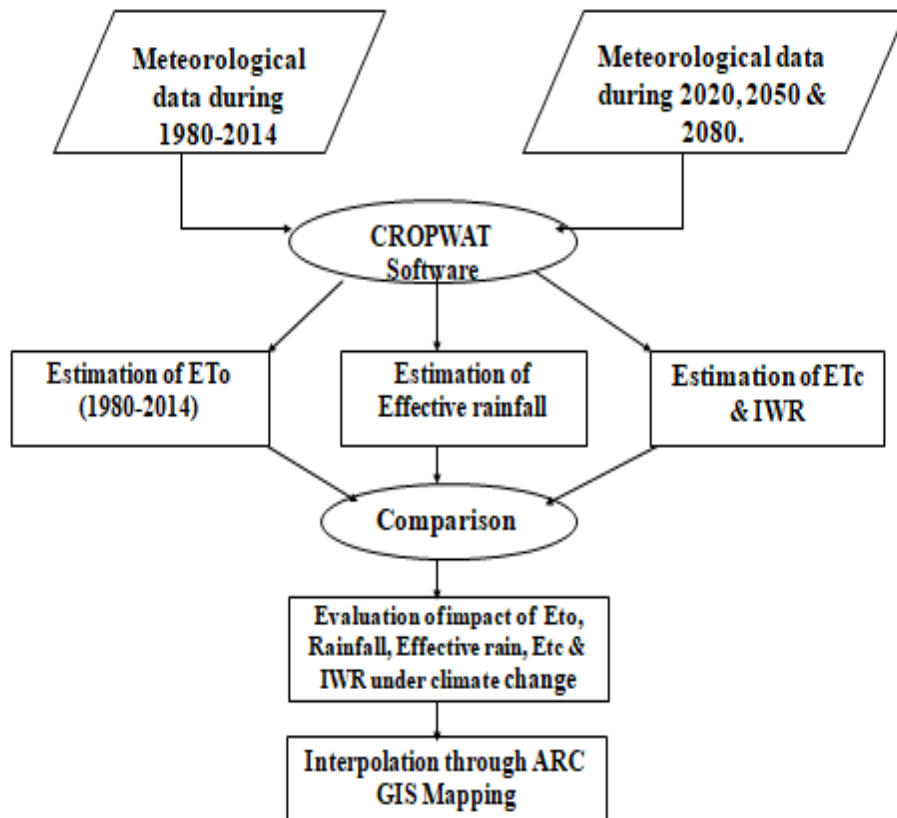 Meteorological
data during
1980-2014
Meteorological data
during 2020, 2050 &
2080.
CROPWAT
Software
Estimation of ETo
(1980-2014)
Estimation of
Effective rainfall
Estimation of ETc
& IWR
Comparison
Evaluation of impact of Eto,
Rainfall, Effective rain, Etc &
IWR under climate change
Interpolation through ARC
GIS Mapping